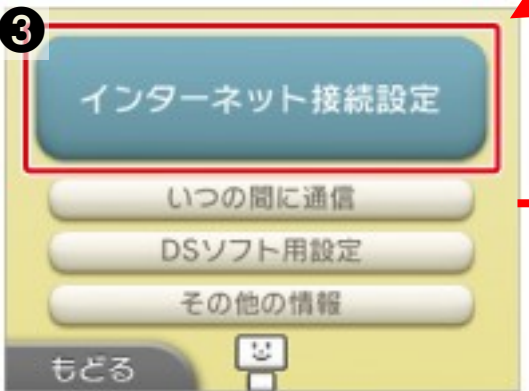 ❸
インターネット接続設定
いつの間に通信
DSソフト用設定
その他の情報
もどる